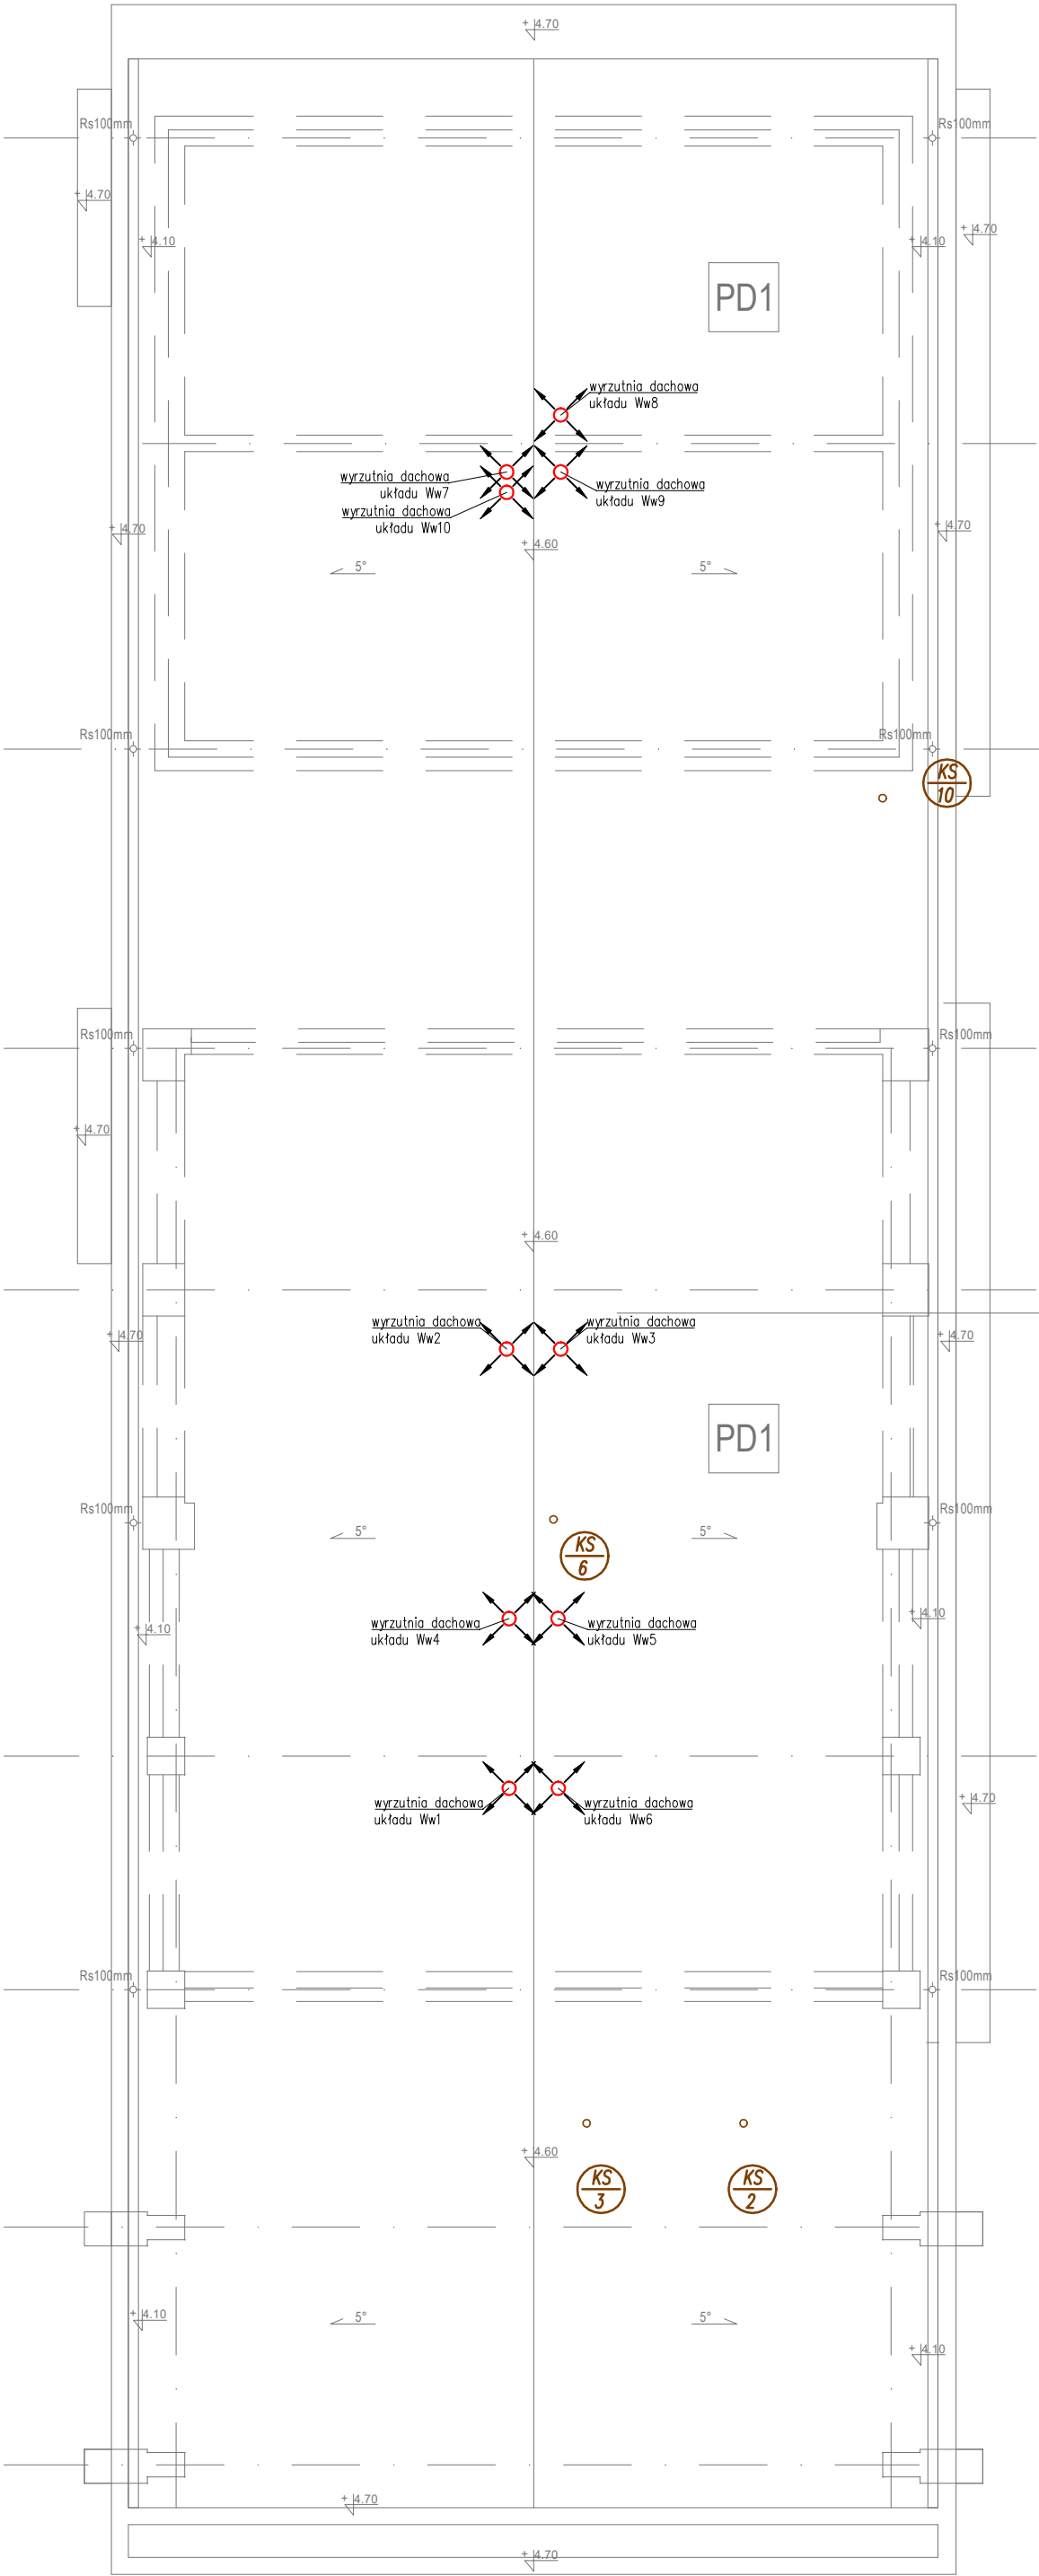 + 4.70
Rs100mm
Rs100mm
+ 4.70
+ 4.70
+ 4.10
+ 4.10
PD1
wyrzutnia dachowa
układu Ww8
wyrzutnia dachowa
układu Ww7
wyrzutnia dachowa
układu Ww9
wyrzutnia dachowa
układu Ww10
+ 4.70
+ 4.70
+ 4.60
5°
5°
Rs100mm
Rs100mm
KS
10
Rs100mm
Rs100mm
+ 4.70
+ 4.60
wyrzutnia dachowa
układu Ww2
wyrzutnia dachowa
układu Ww3
+ 4.70
+ 4.70
PD1
Rs100mm
Rs100mm
5°
5°
KS
6
wyrzutnia dachowa
układu Ww4
wyrzutnia dachowa
układu Ww5
+ 4.10
+ 4.10
wyrzutnia dachowa
układu Ww1
wyrzutnia dachowa
układu Ww6
+ 4.70
Rs100mm
Rs100mm
+ 4.60
KS
3
KS
2
+ 4.10
5°
5°
+ 4.10
+ 4.70
+ 4.70